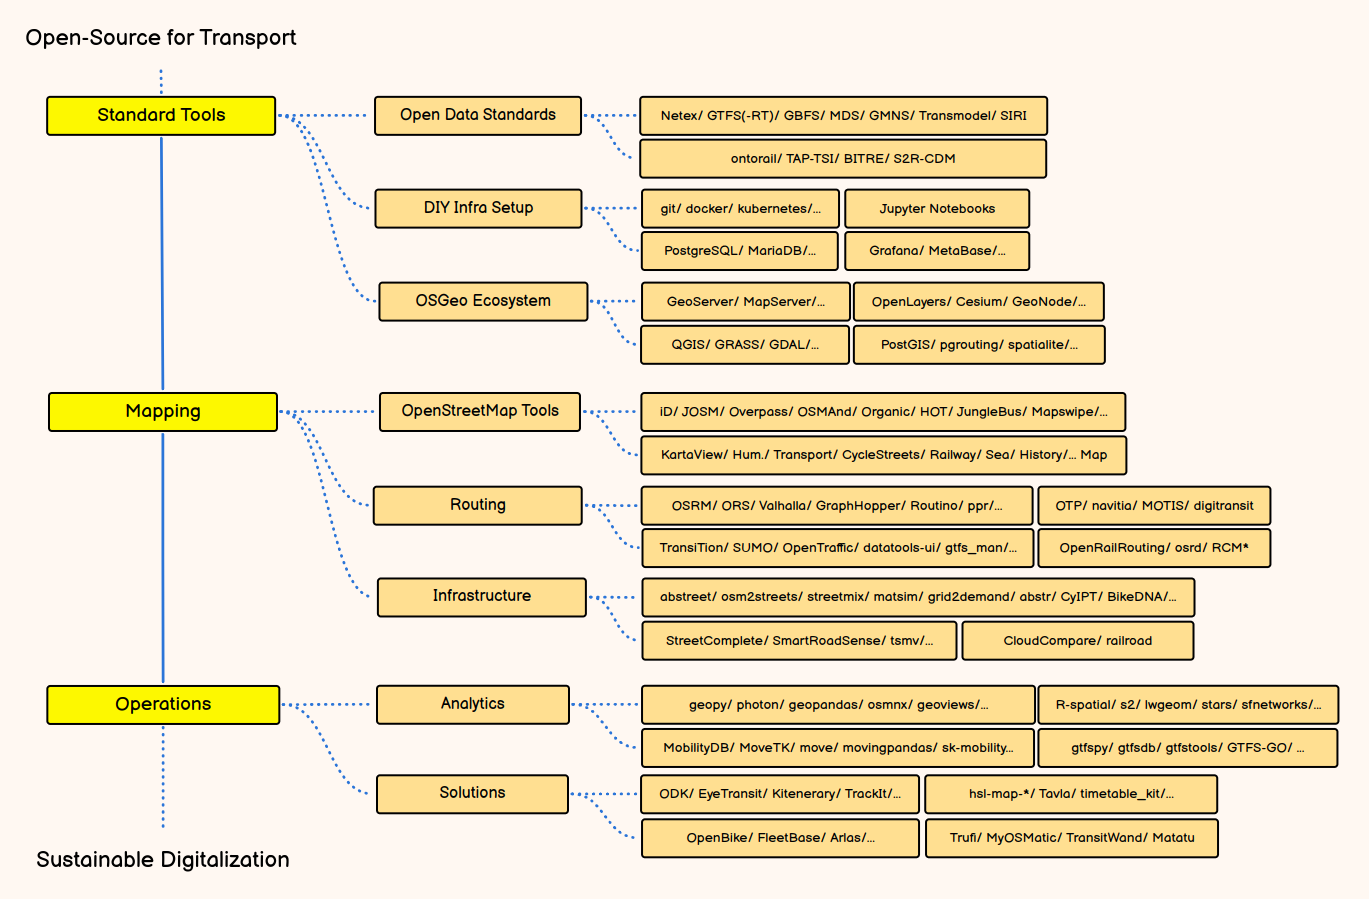 Open-Source for Transport
Standard Tools
Open Data Standards
Netex/ GTFS(-RT)/ GBFS/ MDS/ GMNS/ Transmodel/ SIRI
ontorail/ TAP-TSI/ BITRE/ S2R-CDM
DIY Infra Setup
git/ docker/ kubernetes/...
Jupyter Notebooks
PostgreSQL/ MariaDB/...
Grafana/ MetaBase/...
OSGeo Ecosystem
GeoServer/ MapServer/...
OpenLayers/ Cesium/ GeoNode/...
QGIS/ GRASS/ GDAL/...
PostGIS/ pgrouting/ spatialite/...
Mapping
OpenStreetMap Tools
iD/ JOSM/ Overpass/ OSMAnd/ Organic/ HOT/ JungleBus/ Mapswipe/...
KartaView/ Hum./ Transport/ CycleStreets/ Railway/ Sea/ History/... Map
Routing
OSRM/ ORS/ Valhalla/ GraphHopper/ Routino/ ppr/...
OTP/ navitia/ MOTIS/ digitransit
TransiTion/ SUMO/ OpenTraffic/ datatools-ui/ gtfs_man/...
OpenRailRouting/ osrd/ RCM*
Infrastructure
abstreet/ osm2streets/ streetmix/ matsim/ grid2demand/ abstr/ CyIPT/ BikeDNA/...
StreetComplete/ SmartRoadSense/ tsmv/...
CloudCompare/ railroad
Operations
Analytics
geopy/ photon/ geopandas/ osmnx/ geoviews/...
R-spatial/ s2/ lwgeom/ stars/ sfnetworks/...
MobilityDB/ MoveTK/ move/ movingpandas/ sk-mobility...
gtfspy/ gtfsdb/ gtfstools/ GTFS-GO/ ...
Solutions
ODK/ EyeTransit/ Kitenerary/ TrackIt/...
hsl-map-*/ Tavla/ timetable_kit/...
OpenBike/ FleetBase/ Arlas/...
Trufi/ MyOSMatic/ TransitWand/ Matatu
Sustainable Digitalization